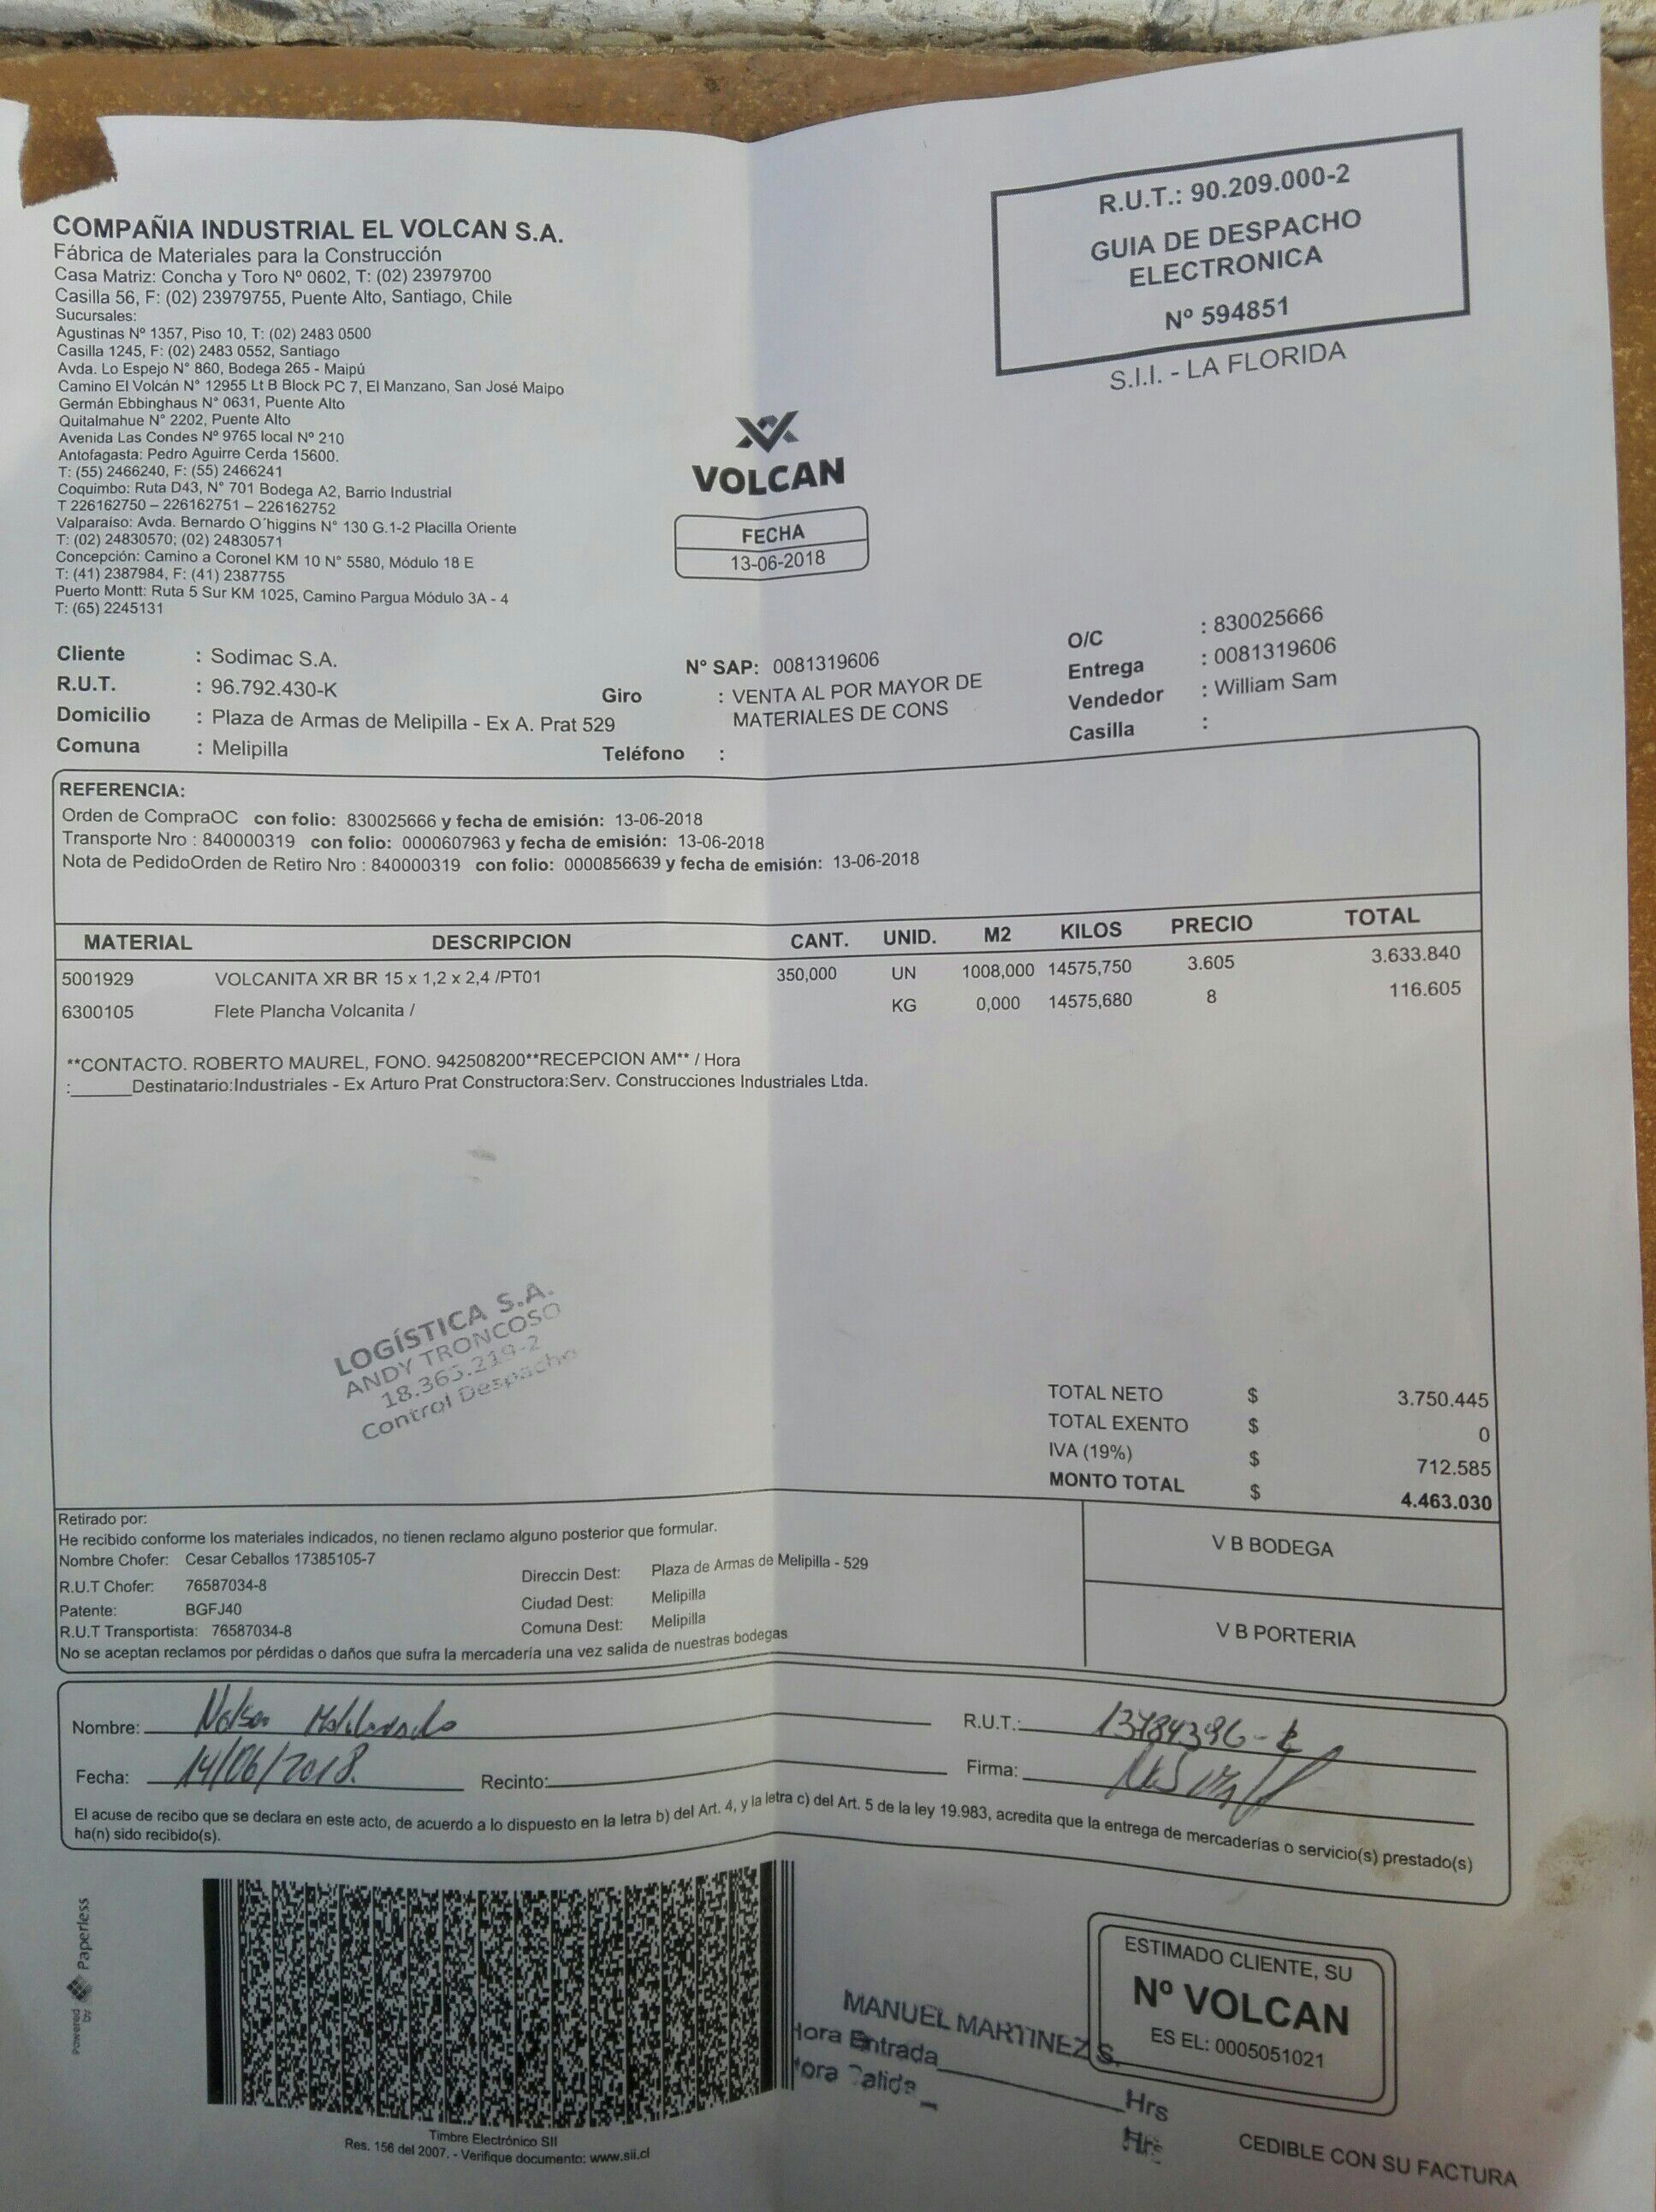 COMPAÑIA INDUSTRIAL EL VOLCAN S.A.
Fábrica de Materiales para la Construcción
Casa Matriz: Concha y Toro Nº 0602, T: (02) 23979700
Casilla 56, F: (02) 23979755, Puente Alto, Santiago, Chile
Sucursales:
Agustinas Nº 1357, Piso 10, T: (02) 2483 0500
Casilla 1245, F: (02) 2483 0552, Santiago
Avda. Lo Espejo N° 860, Bodega 265 - Maipú
Camino El Volcán N° 12955 Lt B Block PC 7, El Manzano, San José Maipo
Germán Ebbinghaus N° 0631, Puente Alto
Quitalmahue N° 2202, Puente Alto
Avenida Las Condes Nº 9765 local Nº 210
Antofagasta: Pedro Aguirre Cerda 15600.
T: (55) 2466240, F: (55) 2466241
Coquimbo: Ruta D43, N° 701 Bodega A2, Barrio Industrial
T 226162750 – 226162751 – 226162752
Valparaíso: Avda. Bernardo O´higgins N° 130 G.1-2 Placilla Oriente
T: (02) 24830570; (02) 24830571
Concepción: Camino a Coronel KM 10 N° 5580, Módulo 18 E
T: (41) 2387984, F: (41) 2387755
Puerto Montt: Ruta 5 Sur KM 1025, Camino Pargua Módulo 3A - 4
T: (65) 2245131
R.U.T.: 90.209.000-2
GUIA DE DESPACHO
ELECTRONICA
Nº 594851
S.I.I. - LA FLORIDA
VOLCAN
FECHA
13-06-2018
Cliente : Sodimac S.A.
R.U.T. : 96.792.430-K
Domicilio : Plaza de Armas de Melipilla - Ex A. Prat 529
Comuna : Melipilla
N° SAP: 0081319606
Giro : VENTA AL POR MAYOR DE
MATERIALES DE CONS
Teléfono :
O/C : 830025666
Entrega : 0081319606
Vendedor : William Sam
Casilla :
REFERENCIA:
Orden de CompraOC con folio: 830025666 y fecha de emisión: 13-06-2018
Transporte Nro : 840000319 con folio: 0000607963 y fecha de emisión: 13-06-2018
Nota de PedidoOrden de Retiro Nro : 840000319 con folio: 0000856639 y fecha de emisión: 13-06-2018
MATERIAL DESCRIPCION CANT. UNID. M2 KILOS PRECIO TOTAL
5001929 VOLCANITA XR BR 15 x 1,2 x 2,4 /PT01 350,000 UN 1008,000 14575,750 3.605 3.633.840
6300105 Flete Plancha Volcanita / KG 0,000 14575,680 8 116.605
**CONTACTO. ROBERTO MAUREL, FONO. 942508200**RECEPCION AM** / Hora
:______Destinatario:Industriales - Ex Arturo Prat Constructora:Serv. Construcciones Industriales Ltda.
LOGÍSTICA S.A.
ANDY TRONCOSO
18.365.219-2
Control Despacho
TOTAL NETO $ 3.750.445
TOTAL EXENTO $ 0
IVA (19%) $ 712.585
MONTO TOTAL $ 4.463.030
Retirado por:
He recibido conforme los materiales indicados, no tienen reclamo alguno posterior que formular.
Nombre Chofer: Cesar Ceballos 17385105-7
R.U.T Chofer: 76587034-8
Patente: BGFJ40
R.U.T Transportista: 76587034-8
Direccin Dest: Plaza de Armas de Melipilla - 529
Ciudad Dest: Melipilla
Comuna Dest: Melipilla
No se aceptan reclamos por pérdidas o daños que sufra la mercadería una vez salida de nuestras bodegas
V B BODEGA
V B PORTERIA
Nombre: Maldonado
R.U.T.:
Fecha: 14/06/2018.
Recinto:
Firma:
El acuse de recibo que se declara en este acto, de acuerdo a lo dispuesto en la letra b) del Art. 4, y la letra c) del Art. 5 de la ley 19.983, acredita que la entrega de mercaderías o servicio(s) prestado(s)
ha(n) sido recibido(s).
Powered by Paperless
Timbre Electrónico SII
Res. 156 del 2007. - Verifique documento: www.sii.cl
MANUEL MARTINEZ S.
Hora Entrada Hrs
Hrs
ESTIMADO CLIENTE, SU
Nº VOLCAN
ES EL: 0005051021
CEDIBLE CON SU FACTURA